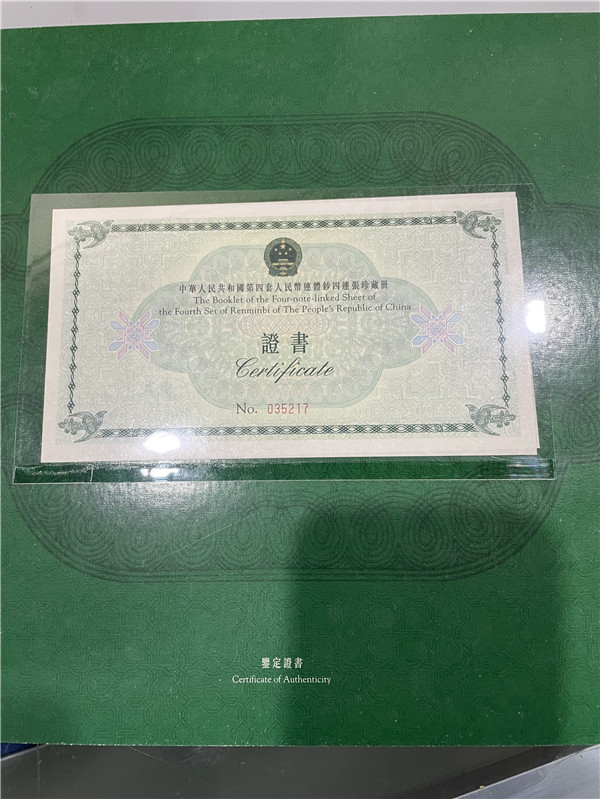 中華人民共和國第四套人民幣連體鈔四連張珍藏冊
The Booklet of the Four-note-linked Sheet of
the Fourth Set of Renminbi of The People's Republic of China
證書
Certificate
No. 035217
鑒定證書
Certificate of Authenticity